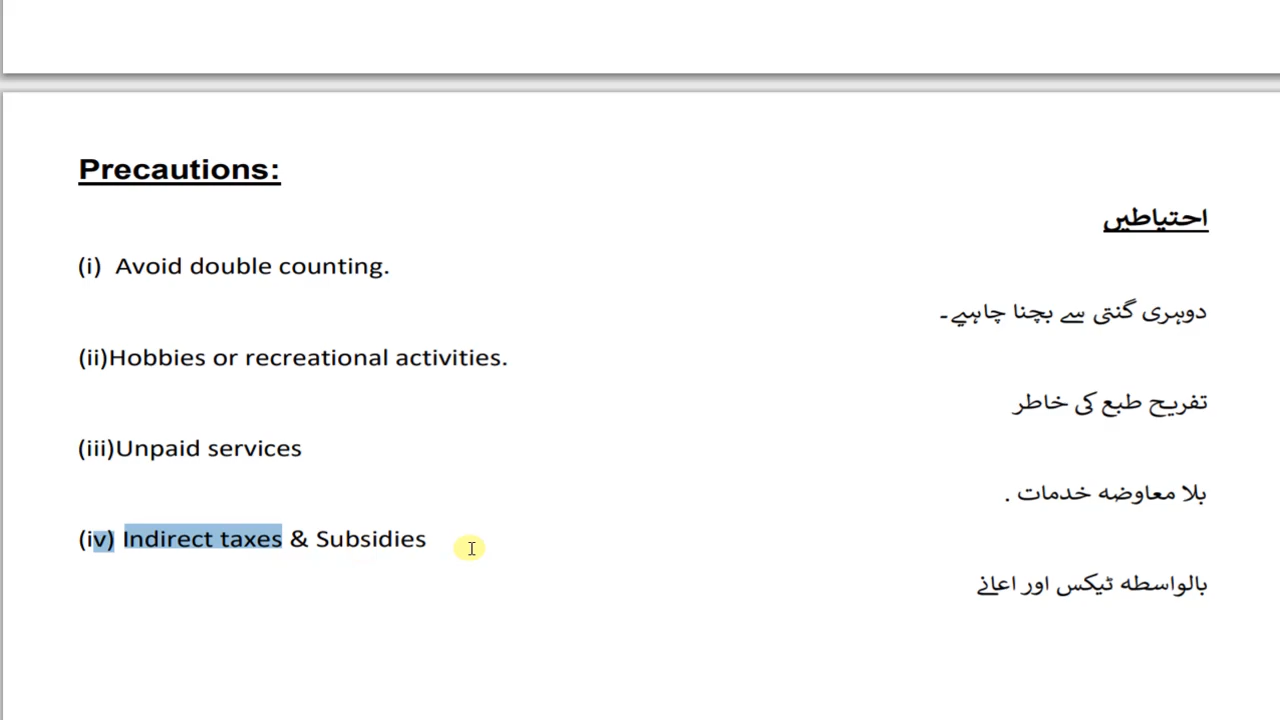 Precautions:
احتیاطیں
(i) Avoid double counting.
دوہری گنتی سے بچنا چاہیے۔
(ii)Hobbies or recreational activities.
تفریح طبع کی خاطر
(iii)Unpaid services
بلا معاوضہ خدمات .
(iv) Indirect taxes & Subsidies
بالواسطہ ٹیکس اور اعانے